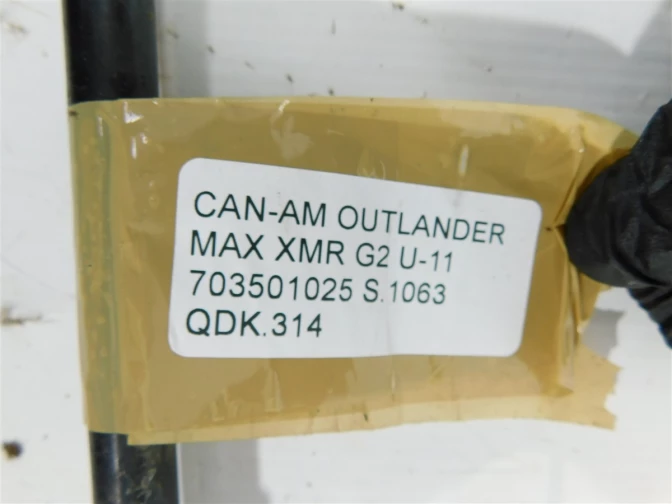 CAN-AM OUTLANDER
MAX XMR G2 U-11
703501025 S.1063
QDK.314